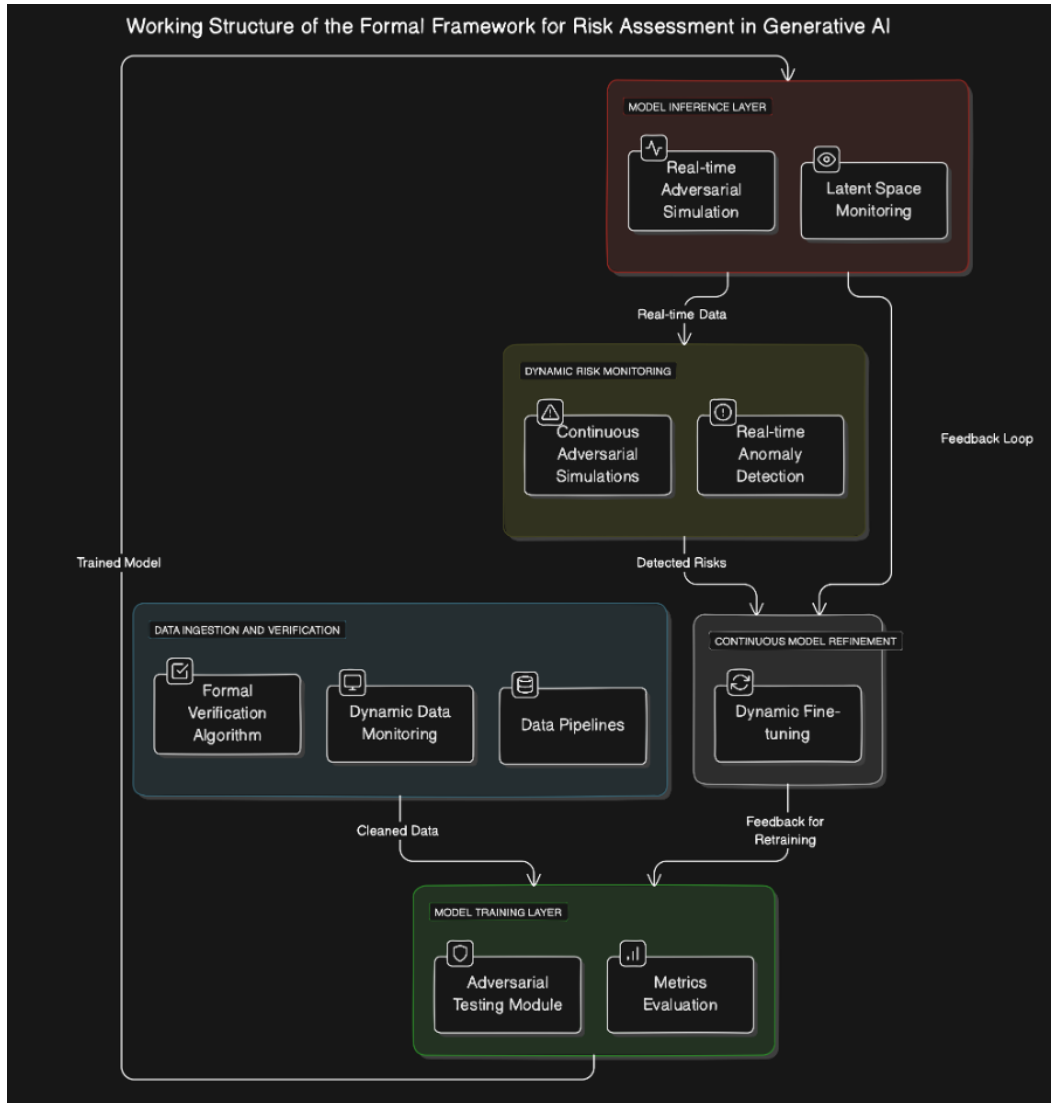 Working Structure of the Formal Framework for Risk Assessment in Generative AI
MODEL INFERENCE LAYER
Real-time
Adversarial
Simulation
Latent Space
Monitoring
Real-time Data
DYNAMIC RISK MONITORING
Continuous
Adversarial
Simulations
Real-time
Anomaly
Detection
Feedback Loop
Trained Model
Detected Risks
DATA INGESTION AND VERIFICATION
Formal
Verification
Algorithm
Dynamic Data
Monitoring
Data Pipelines
CONTINUOUS MODEL REFINEMENT
Dynamic Fine-
tuning
Cleaned Data
Feedback for
Retraining
MODEL TRAINING LAYER
Adversarial
Testing Module
Metrics
Evaluation